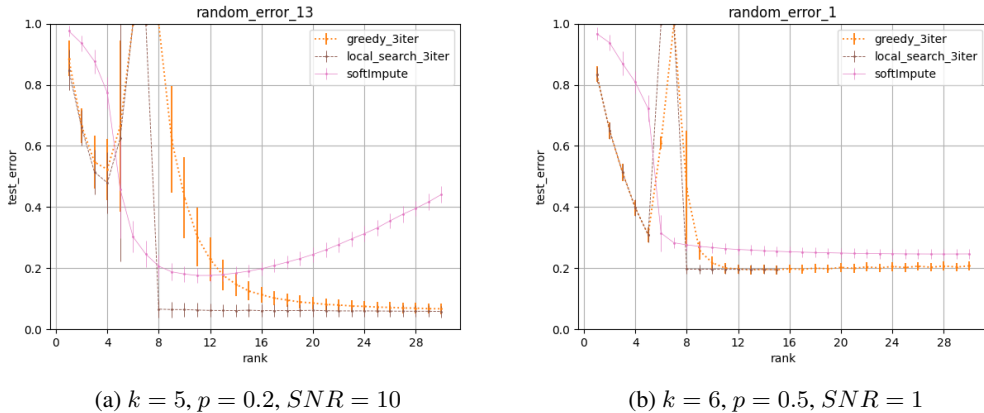 random_error_13
1.0
0.8
0.6
0.4
0.2
0.0
test_error
greedy_3iter
local_search_3iter
softImpute
0 4 8 12 16 20 24 28
rank
(a) k = 5, p = 0.2, SNR = 10
random_error_1
1.0
0.8
0.6
0.4
0.2
0.0
test_error
greedy_3iter
local_search_3iter
softImpute
0 4 8 12 16 20 24 28
rank
(b) k = 6, p = 0.5, SNR = 1